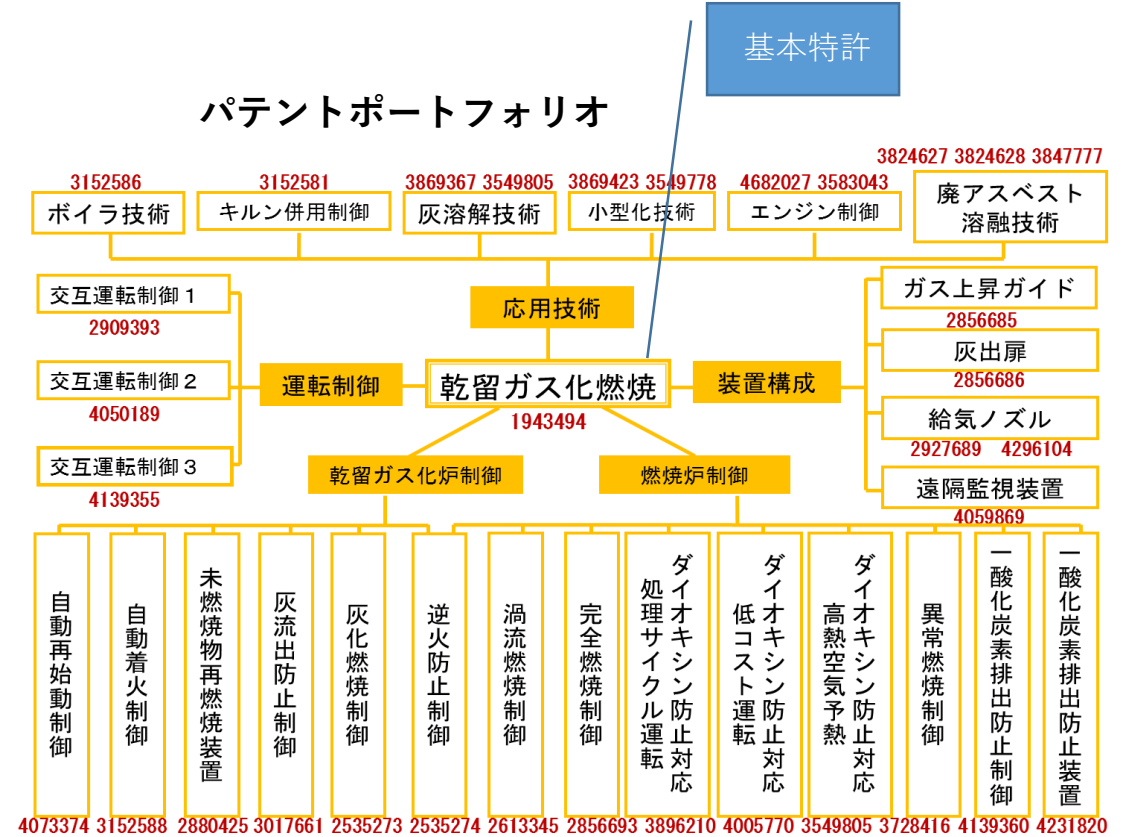 基本特許
パテントポートフォリオ
3824627 3824628 3847777
3152586
3152581
3869367 3549805
3869423 3549778
4682027 3583043
ボイラ技術
キルン併用制御
灰溶解技術
小型化技術
エンジン制御
廃アスベスト
溶融技術
応用技術
交互運転制御1
2909393
交互運転制御2
4050189
交互運転制御3
4139355
運転制御
乾留ガス化燃焼
1943494
装置構成
ガス上昇ガイド
2856685
灰出扉
2856686
給気ノズル
2927689 4296104
遠隔監視装置
4059869
乾留ガス化炉制御
燃焼炉制御
自動再始動制御
自動着火制御
未燃焼物再燃焼装置
灰流出防止制御
灰化燃焼制御
逆火防止制御
渦流燃焼制御
完全燃焼制御
ダイオキシン防止対応
処理サイクル運転
ダイオキシン防止対応
低コスト運転
ダイオキシン防止対応
高熱空気予熱
異常燃焼制御
一酸化炭素排出防止制御
一酸化炭素排出防止装置
4073374 3152588 2880425 3017661 2535273 2535274 2613345 2856693 3896210 4005770 3549805 3728416 4139360 4231820